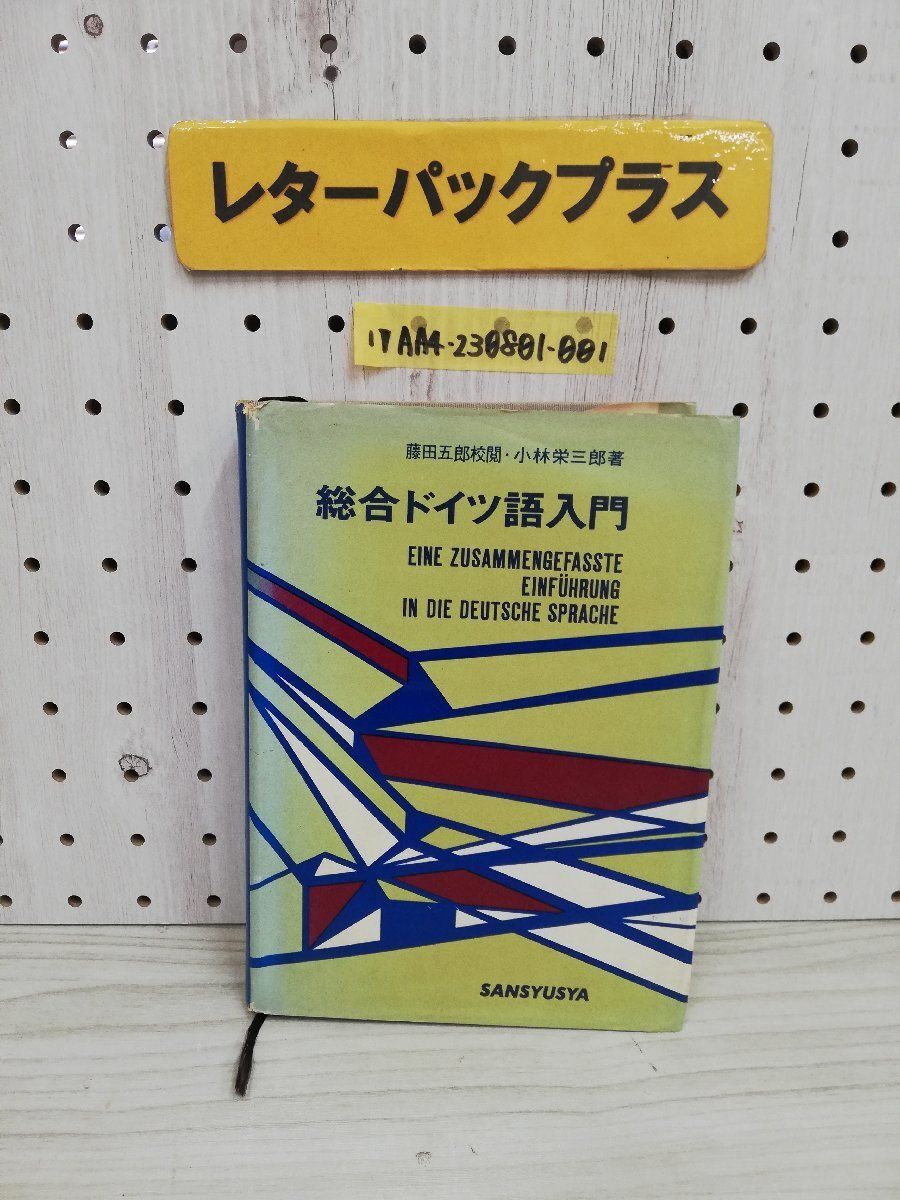 レターパックプラス
17AA4-230801-001
藤田五郎校閲・小林栄三郎著
総合ドイツ語入門
EINE ZUSAMMENGEFASSTE
EINFÜHRUNG
IN DIE DEUTSCHE SPRACHE
SANSYUSYA